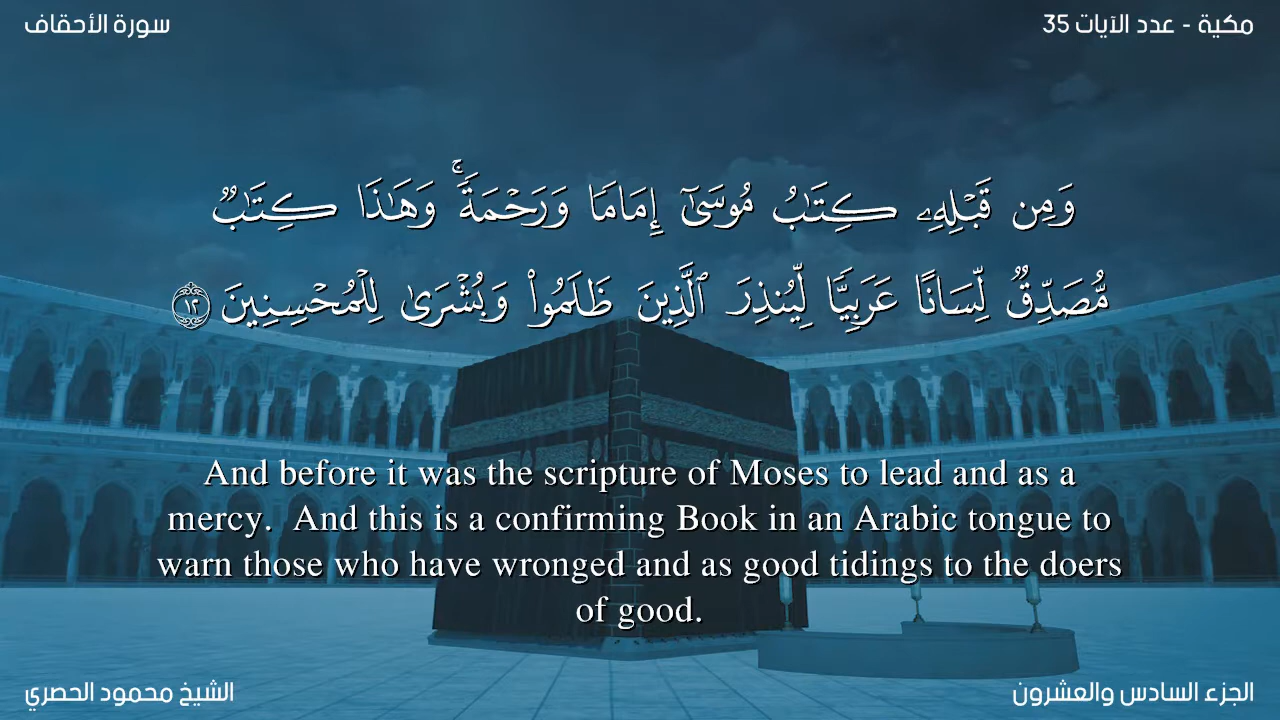 مكية - عدد الآيات 35
سورة الأحقاف
وَمِن قَبْلِهِۦ كِتَـٰبُ مُوسَىٰٓ إِمَامًا وَرَحْمَةً ۚ وَهَـٰذَا كِتَـٰبٌ
مُّصَدِّقٌ لِّسَانًا عَرَبِيًّا لِّيُنذِرَ ٱلَّذِينَ ظَلَمُوا۟ وَبُشْرَىٰ لِلْمُحْسِنِينَ ١٢
And before it was the scripture of Moses to lead and as a
mercy.  And this is a confirming Book in an Arabic tongue to
warn those who have wronged and as good tidings to the doers
of good.
الجزء السادس والعشرون
الشيخ محمود الحصري